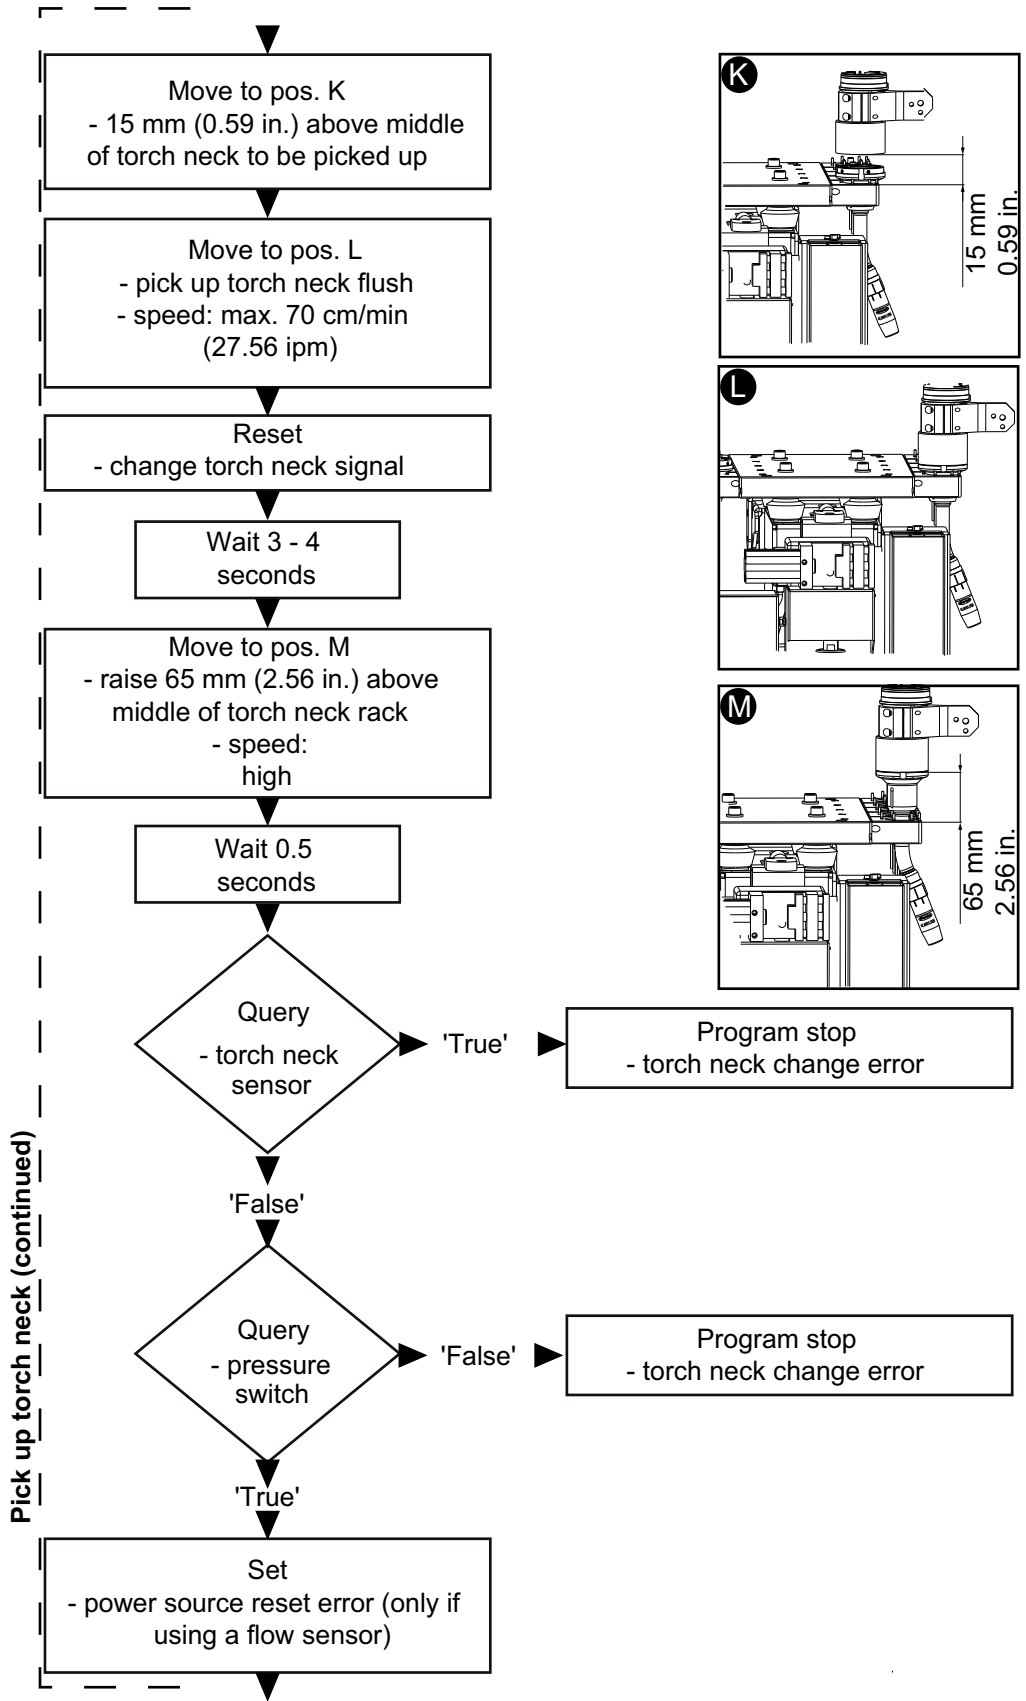 Move to pos. K
- 15 mm (0.59 in.) above middle
of torch neck to be picked up
Move to pos. L
- pick up torch neck flush
- speed: max. 70 cm/min
(27.56 ipm)
Reset
- change torch neck signal
Wait 3 - 4
seconds
Move to pos. M
- raise 65 mm (2.56 in.) above
middle of torch neck rack
- speed:
high
Wait 0.5
seconds
Query
- torch neck
sensor
'True'
Program stop
- torch neck change error
'False'
Query
- pressure
switch
'False'
Program stop
- torch neck change error
'True'
Set
- power source reset error (only if
using a flow sensor)
Pick up torch neck (continued)
K
15 mm
0.59 in.
L
M
65 mm
2.56 in.